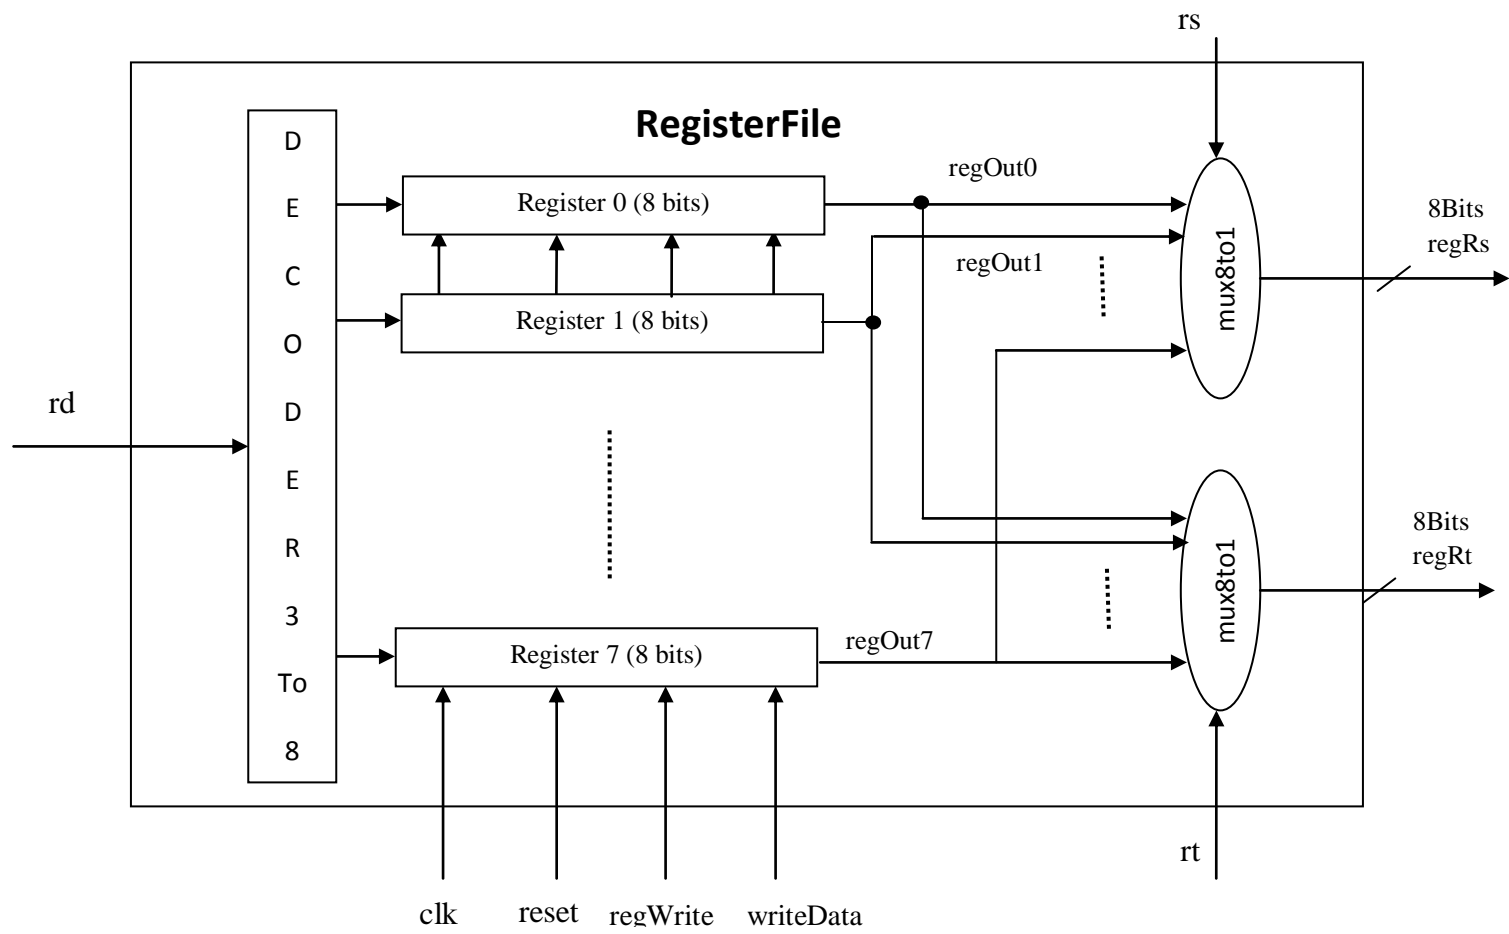 rs
RegisterFile
D
E
C
O
D
E
R
3
To
8
Register 0 (8 bits)
regOut0
8Bits
regRs
mux8to1
regOut1
Register 1 (8 bits)
rd
8Bits
regRt
mux8to1
Register 7 (8 bits)
regOut7
rt
clk
reset
regWrite
writeData